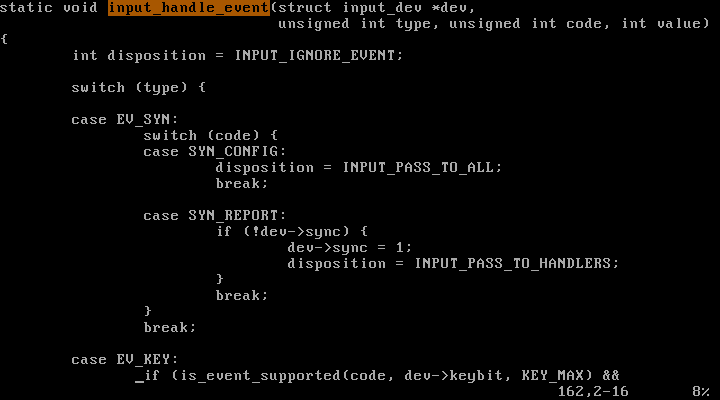 static void input_handle_event(struct input_dev *dev,
                               unsigned int type, unsigned int code, int value)
{
        int disposition = INPUT_IGNORE_EVENT;

        switch (type) {

        case EV_SYN:
                switch (code) {
                case SYN_CONFIG:
                        disposition = INPUT_PASS_TO_ALL;
                        break;

                case SYN_REPORT:
                        if (!dev->sync) {
                                dev->sync = 1;
                                disposition = INPUT_PASS_TO_HANDLERS;
                        }
                        break;
                }
                break;

        case EV_KEY:
                if (is_event_supported(code, dev->keybit, KEY_MAX) &&
162,2-16 8%